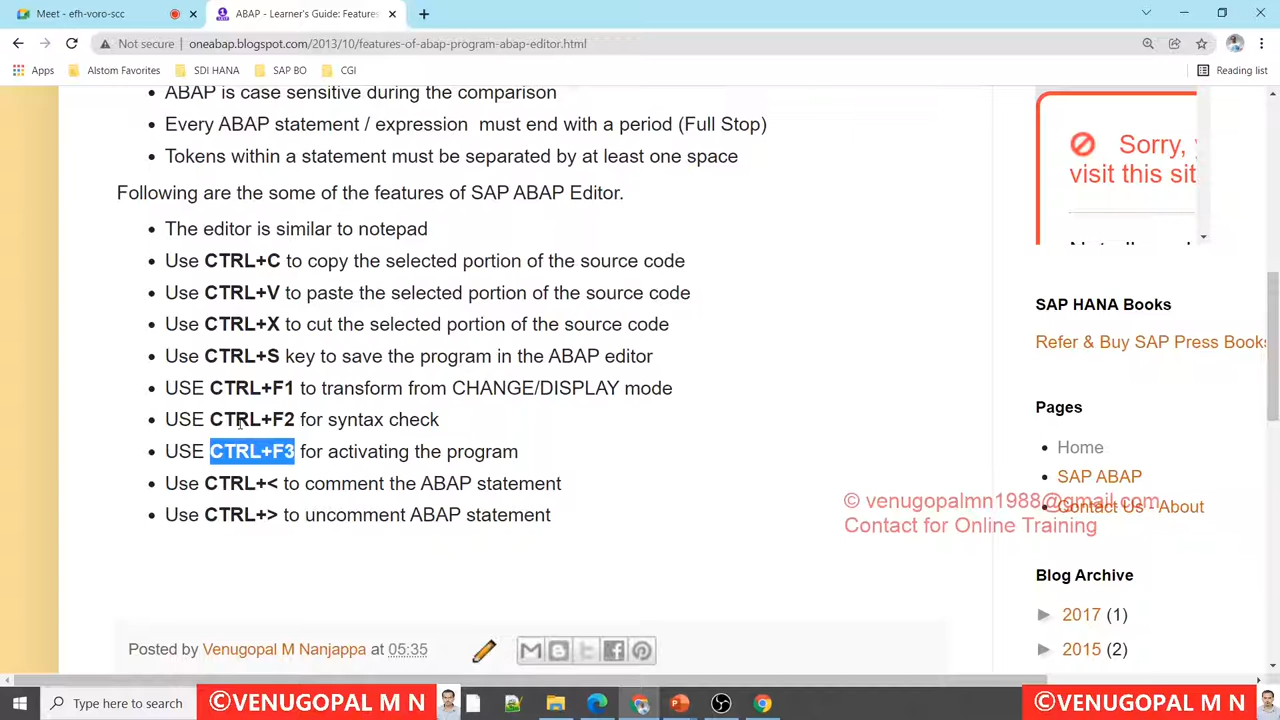 Meet - efh-voro-scc
ABAP - Learner's Guide: Features
Not secure | oneabap.blogspot.com/2013/10/features-of-abap-program-abap-editor.html
Apps Alstom Favorites SDI HANA SAP BO CGI Reading list
ABAP is case sensitive during the comparison
Every ABAP statement / expression must end with a period (Full Stop)
Tokens within a statement must be separated by at least one space
Following are the some of the features of SAP ABAP Editor.
The editor is similar to notepad
Use CTRL+C to copy the selected portion of the source code
Use CTRL+V to paste the selected portion of the source code
Use CTRL+X to cut the selected portion of the source code
Use CTRL+S key to save the program in the ABAP editor
USE CTRL+F1 to transform from CHANGE/DISPLAY mode
USE CTRL+F2 for syntax check
USE CTRL+F3 for activating the program
Use CTRL+< to comment the ABAP statement
Use CTRL+> to uncomment ABAP statement
Posted by Venugopal M Nanjappa at 05:35
Sorry,
visit this sit
SAP HANA Books
Refer & Buy SAP Press Books
Pages
Home
SAP ABAP
Contact Us - About
© venugopalmn1988@gmail.com
Contact for Online Training
Blog Archive
► 2017 (1)
► 2015 (2)
Type here to search
©VENUGOPAL M N
©VENUGOPAL M N